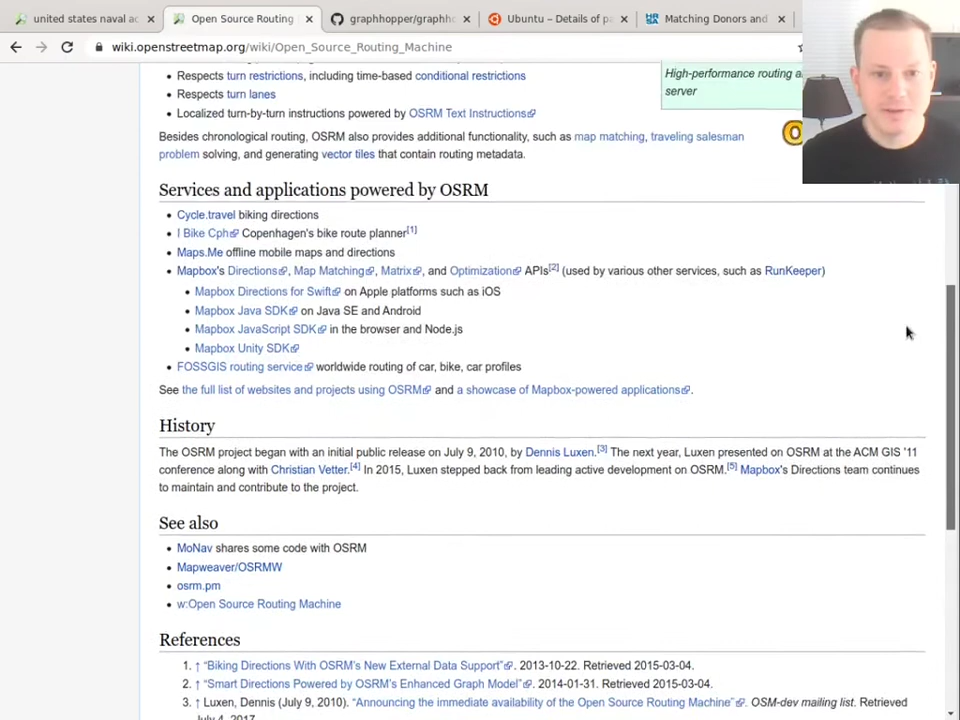 united states naval ac
Open Source Routing
graphhopper/graphh
Ubuntu – Details of pa
Matching Donors and
wiki.openstreetmap.org/wiki/Open_Source_Routing_Machine
Respects turn restrictions, including time-based conditional restrictions
Respects turn lanes
Localized turn-by-turn instructions powered by OSRM Text Instructions
High-performance routing
server
Besides chronological routing, OSRM also provides additional functionality, such as map matching, traveling salesman
problem solving, and generating vector tiles that contain routing metadata.
Services and applications powered by OSRM
Cycle.travel biking directions
I Bike Cph Copenhagen's bike route planner[1]
Maps.Me offline mobile maps and directions
Mapbox's Directions, Map Matching, Matrix, and Optimization APIs[2] (used by various other services, such as RunKeeper)
Mapbox Directions for Swift on Apple platforms such as iOS
Mapbox Java SDK on Java SE and Android
Mapbox JavaScript SDK in the browser and Node.js
Mapbox Unity SDK
FOSSGIS routing service worldwide routing of car, bike, car profiles
See the full list of websites and projects using OSRM and a showcase of Mapbox-powered applications.
History
The OSRM project began with an initial public release on July 9, 2010, by Dennis Luxen.[3] The next year, Luxen presented on OSRM at the ACM GIS '11
conference along with Christian Vetter.[4] In 2015, Luxen stepped back from leading active development on OSRM.[5] Mapbox's Directions team continues
to maintain and contribute to the project.
See also
MoNav shares some code with OSRM
Mapweaver/OSRMW
osrm.pm
w:Open Source Routing Machine
References
1. ↑ "Biking Directions With OSRM's New External Data Support". 2013-10-22. Retrieved 2015-03-04.
2. ↑ "Smart Directions Powered by OSRM's Enhanced Graph Model". 2014-01-31. Retrieved 2015-03-04.
3. ↑ Luxen, Dennis (July 9, 2010). "Announcing the immediate availability of the Open Source Routing Machine". OSM-dev mailing list. Retrieved
July 4, 2017